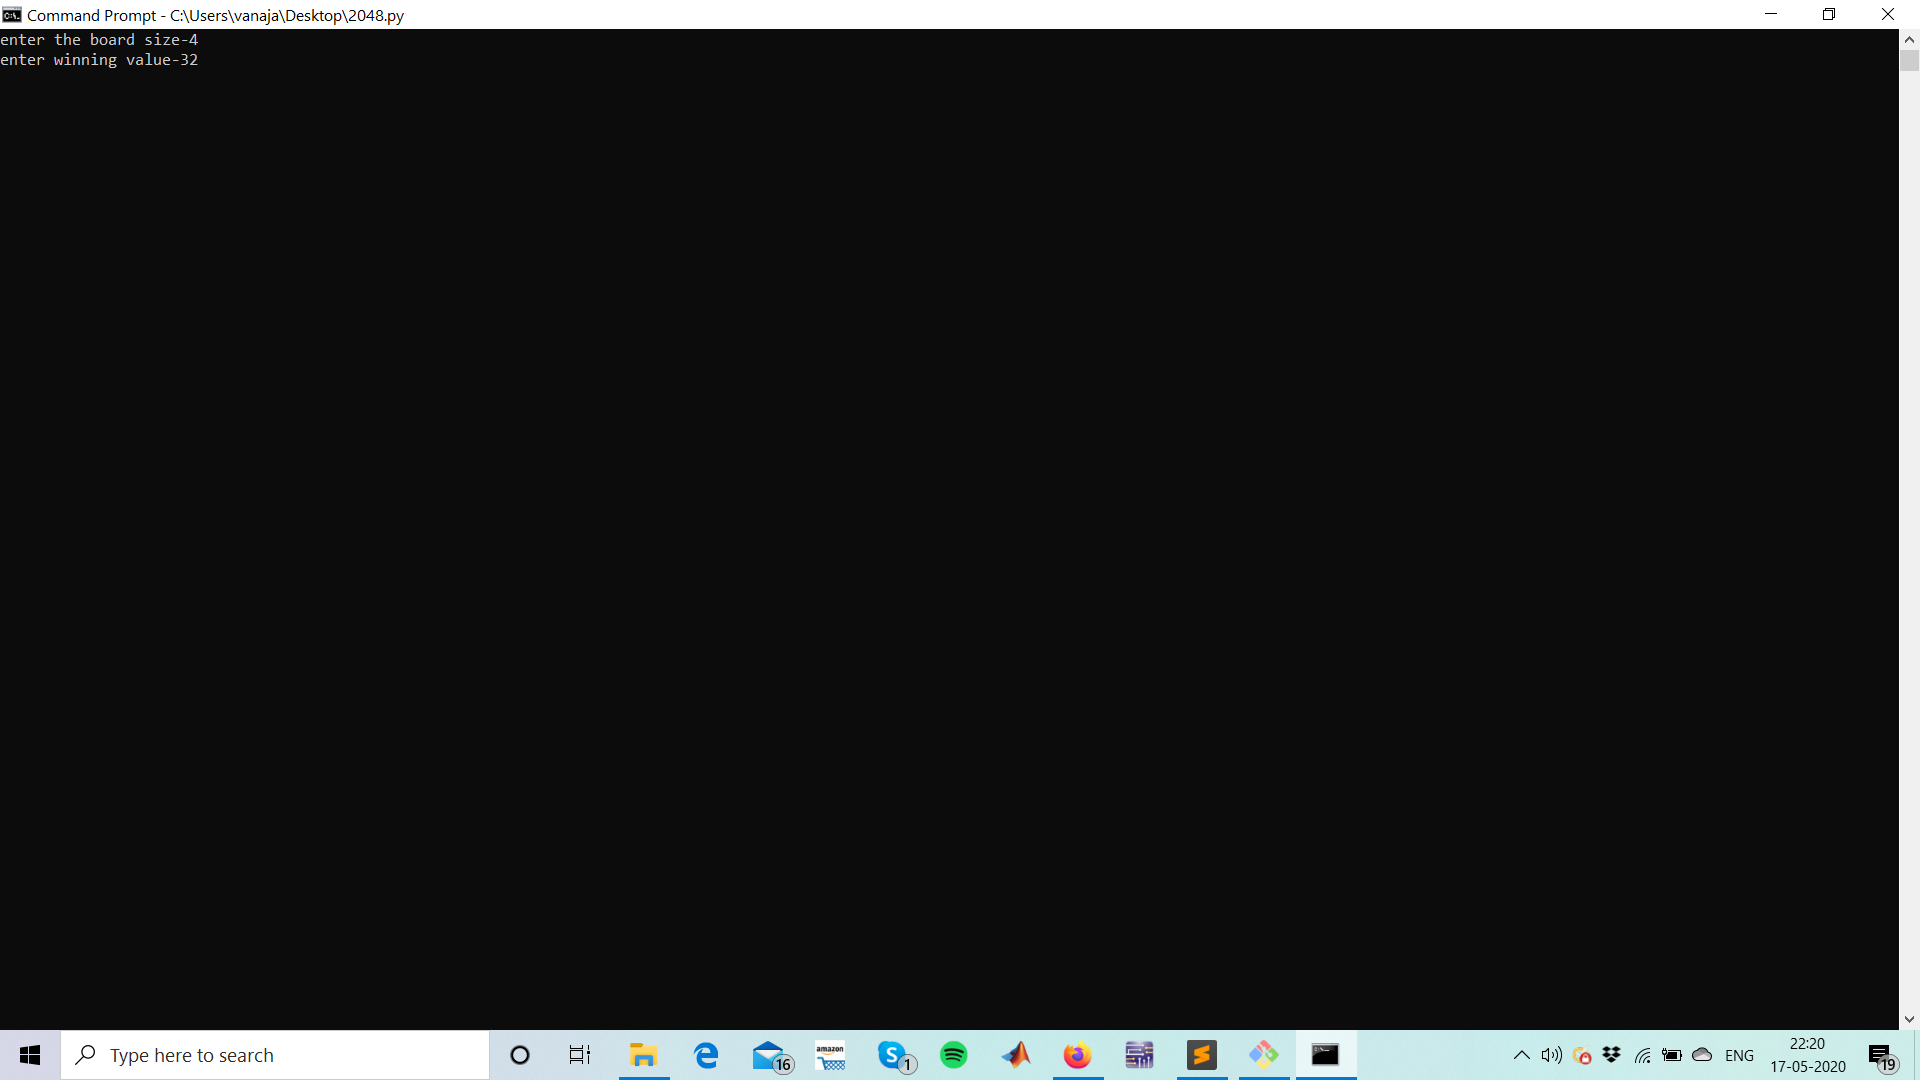 Command Prompt - C:\Users\vanaja\Desktop\2048.py
enter the board size-4
enter winning value-32
Type here to search
16
amazon
1
ENG
22:20
17-05-2020
19